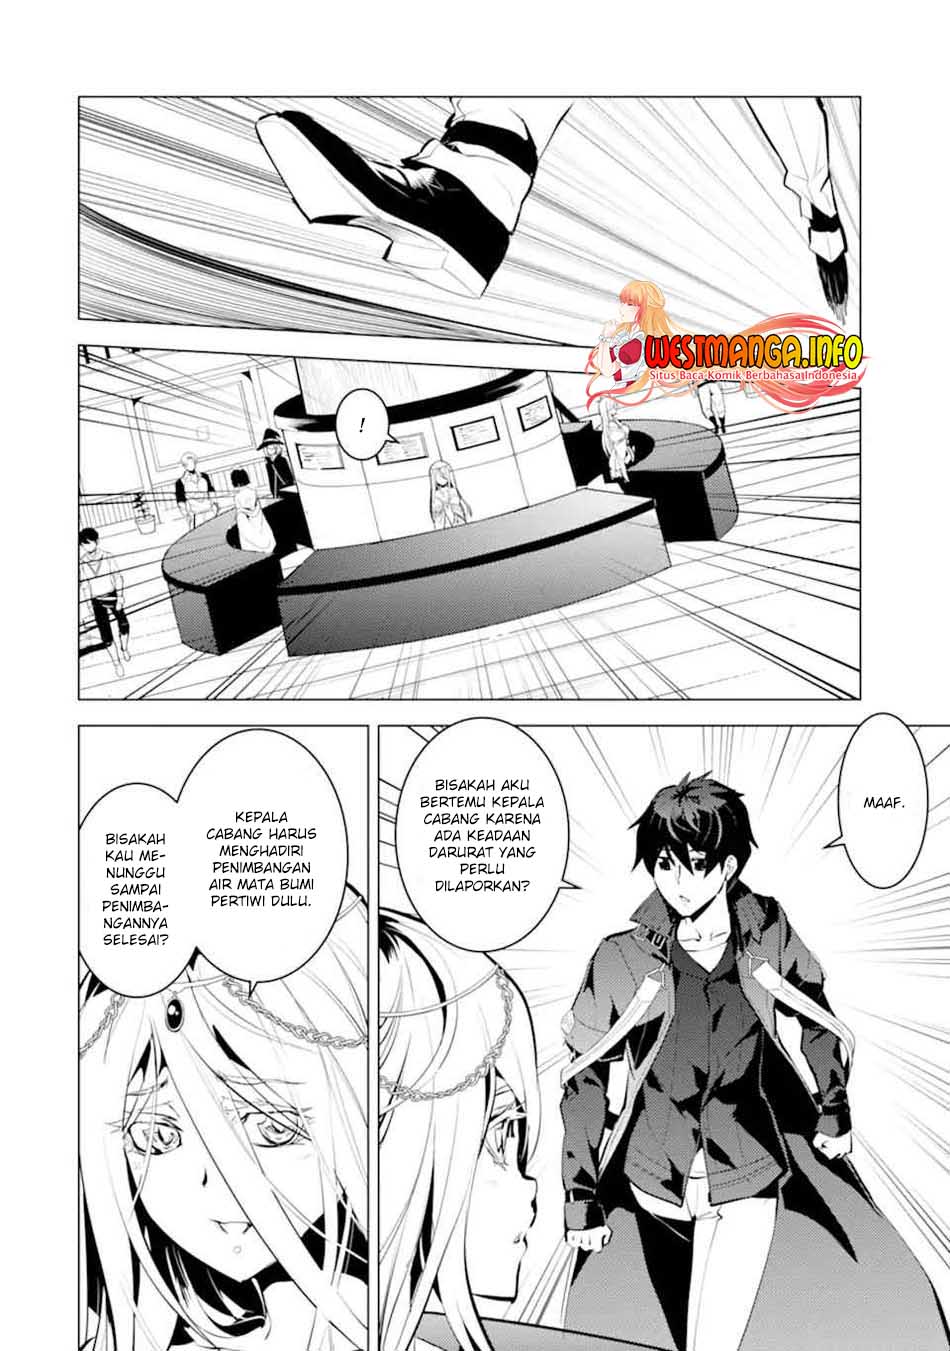 WESTMANGA.INFO
Situs Baca Komik Berbahasa Indonesia
!
MAAF.
BISAKAH AKU
BERTEMU KEPALA
CABANG KARENA
ADA KEADAAN
DARURAT YANG
PERLU
DILAPORKAN?
KEPALA
CABANG HARUS
MENGHADIRI
PENIMBANGAN
AIR MATA BUMI
PERTIWI DULU.
BISAKAH
KAU ME-
NUNGGU
SAMPAI
PENIMBA-
NGANNYA
SELESAI?